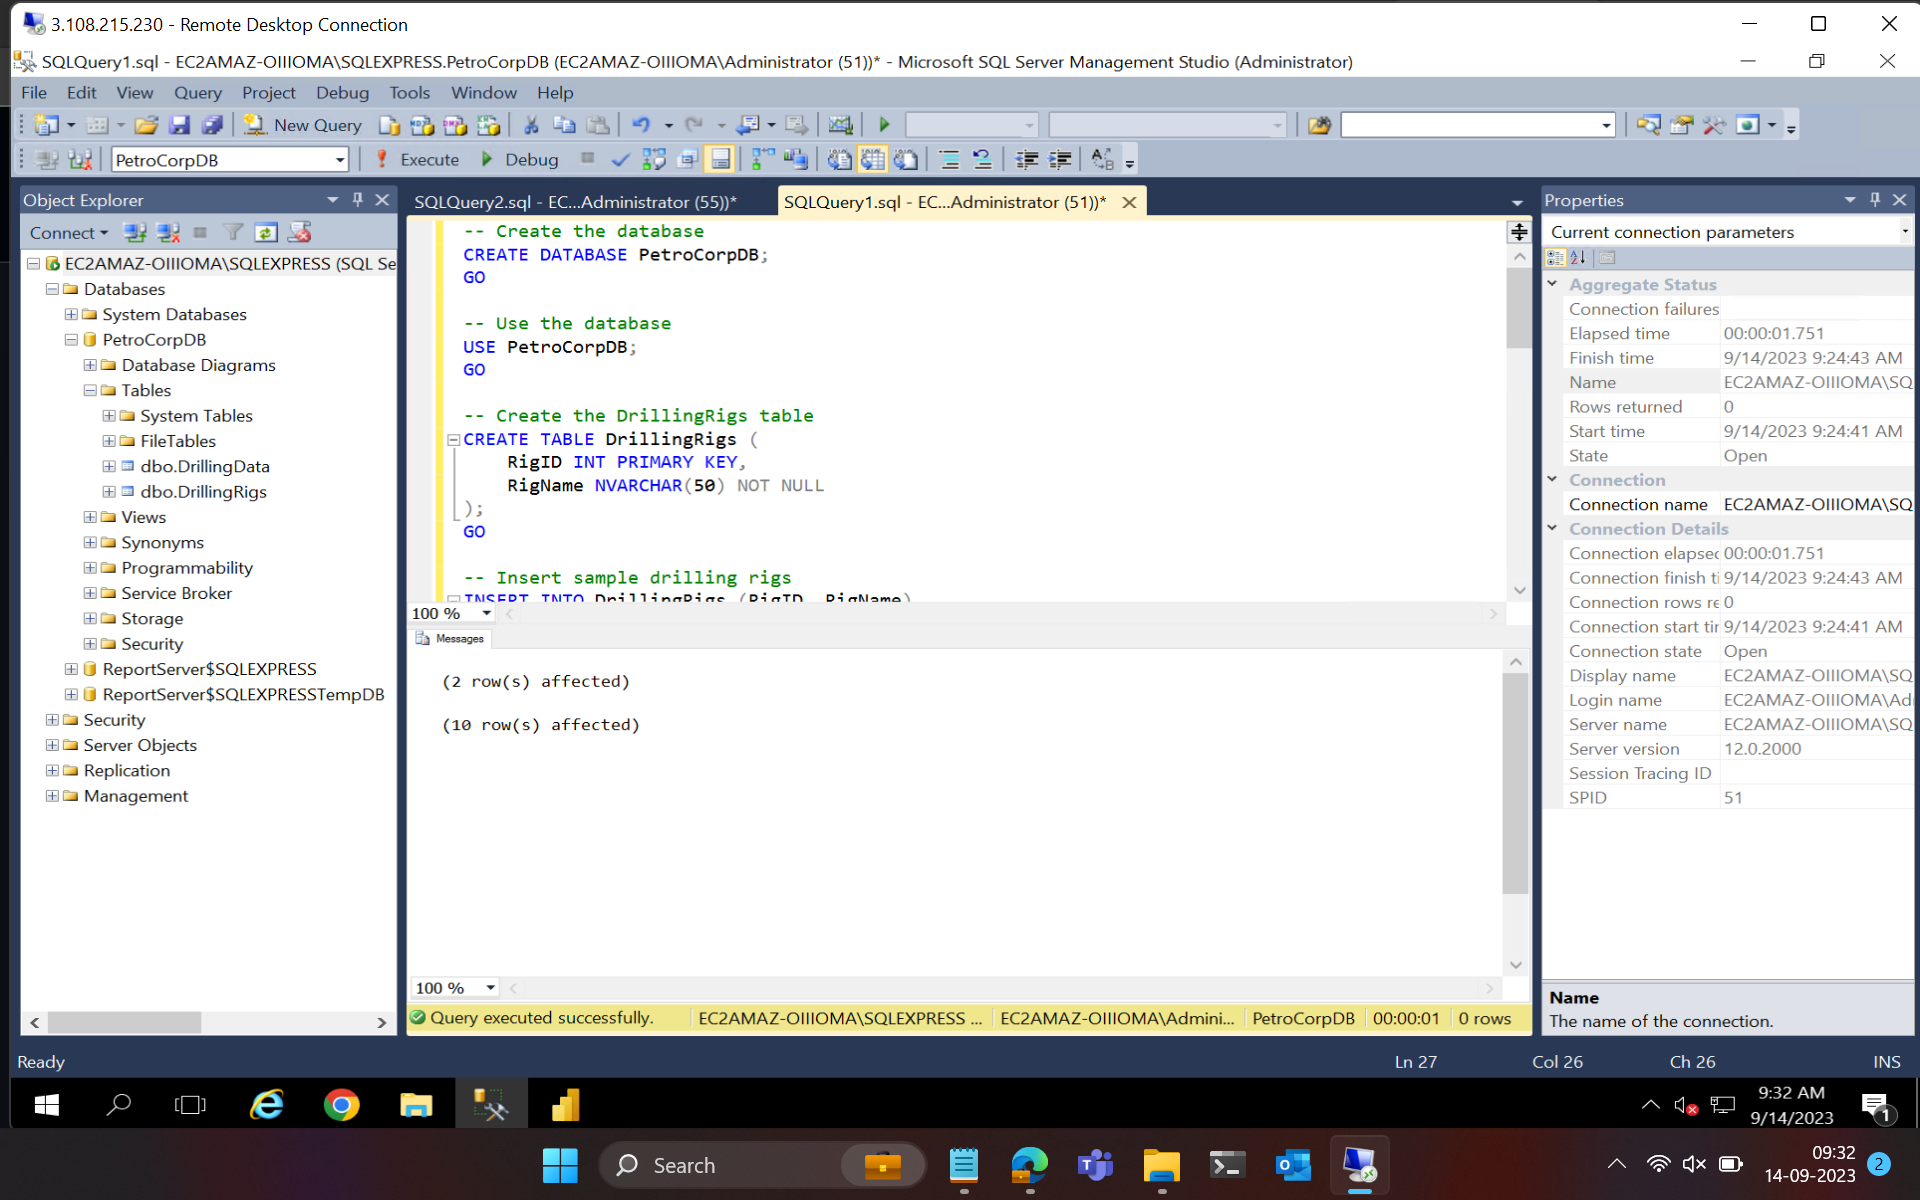 3.108.215.230 - Remote Desktop Connection
SQLQuery1.sql - EC2AMAZ-OIIIOMA\SQLEXPRESS.PetroCorpDB (EC2AMAZ-OIIIOMA\Administrator (51))* - Microsoft SQL Server Management Studio (Administrator)
File Edit View Query Project Debug Tools Window Help
New Query
PetroCorpDB Execute Debug
Object Explorer
Connect
EC2AMAZ-OIIIOMA\SQLEXPRESS (SQL Se
Databases
System Databases
PetroCorpDB
Database Diagrams
Tables
System Tables
FileTables
dbo.DrillingData
dbo.DrillingRigs
Views
Synonyms
Programmability
Service Broker
Storage
Security
ReportServer$SQLEXPRESS
ReportServer$SQLEXPRESSTempDB
Security
Server Objects
Replication
Management
SQLQuery2.sql - EC...Administrator (55))* SQLQuery1.sql - EC...Administrator (51))*
-- Create the database
CREATE DATABASE PetroCorpDB;
GO
-- Use the database
USE PetroCorpDB;
GO
-- Create the DrillingRigs table
CREATE TABLE DrillingRigs (
RigID INT PRIMARY KEY,
RigName NVARCHAR(50) NOT NULL
);
GO
-- Insert sample drilling rigs
INSERT INTO DrillingRigs (RigID, RigName)
100 %
Messages
(2 row(s) affected)
(10 row(s) affected)
100 %
Query executed successfully. EC2AMAZ-OIIIOMA\SQLEXPRESS ... EC2AMAZ-OIIIOMA\Admini... PetroCorpDB 00:00:01 0 rows
Properties
Current connection parameters
Aggregate Status
Connection failures
Elapsed time 00:00:01.751
Finish time 9/14/2023 9:24:43 AM
Name EC2AMAZ-OIIIOMA\SQ
Rows returned 0
Start time 9/14/2023 9:24:41 AM
State Open
Connection
Connection name EC2AMAZ-OIIIOMA\SQ
Connection Details
Connection elapsec 00:00:01.751
Connection finish ti 9/14/2023 9:24:43 AM
Connection rows re 0
Connection start tir 9/14/2023 9:24:41 AM
Connection state Open
Display name EC2AMAZ-OIIIOMA\SQ
Login name EC2AMAZ-OIIIOMA\Adi
Server name EC2AMAZ-OIIIOMA\SQ
Server version 12.0.2000
Session Tracing ID
SPID 51
Name
The name of the connection.
Ready Ln 27 Col 26 Ch 26 INS
9:32 AM
9/14/2023
1
Search
09:32
14-09-2023
2